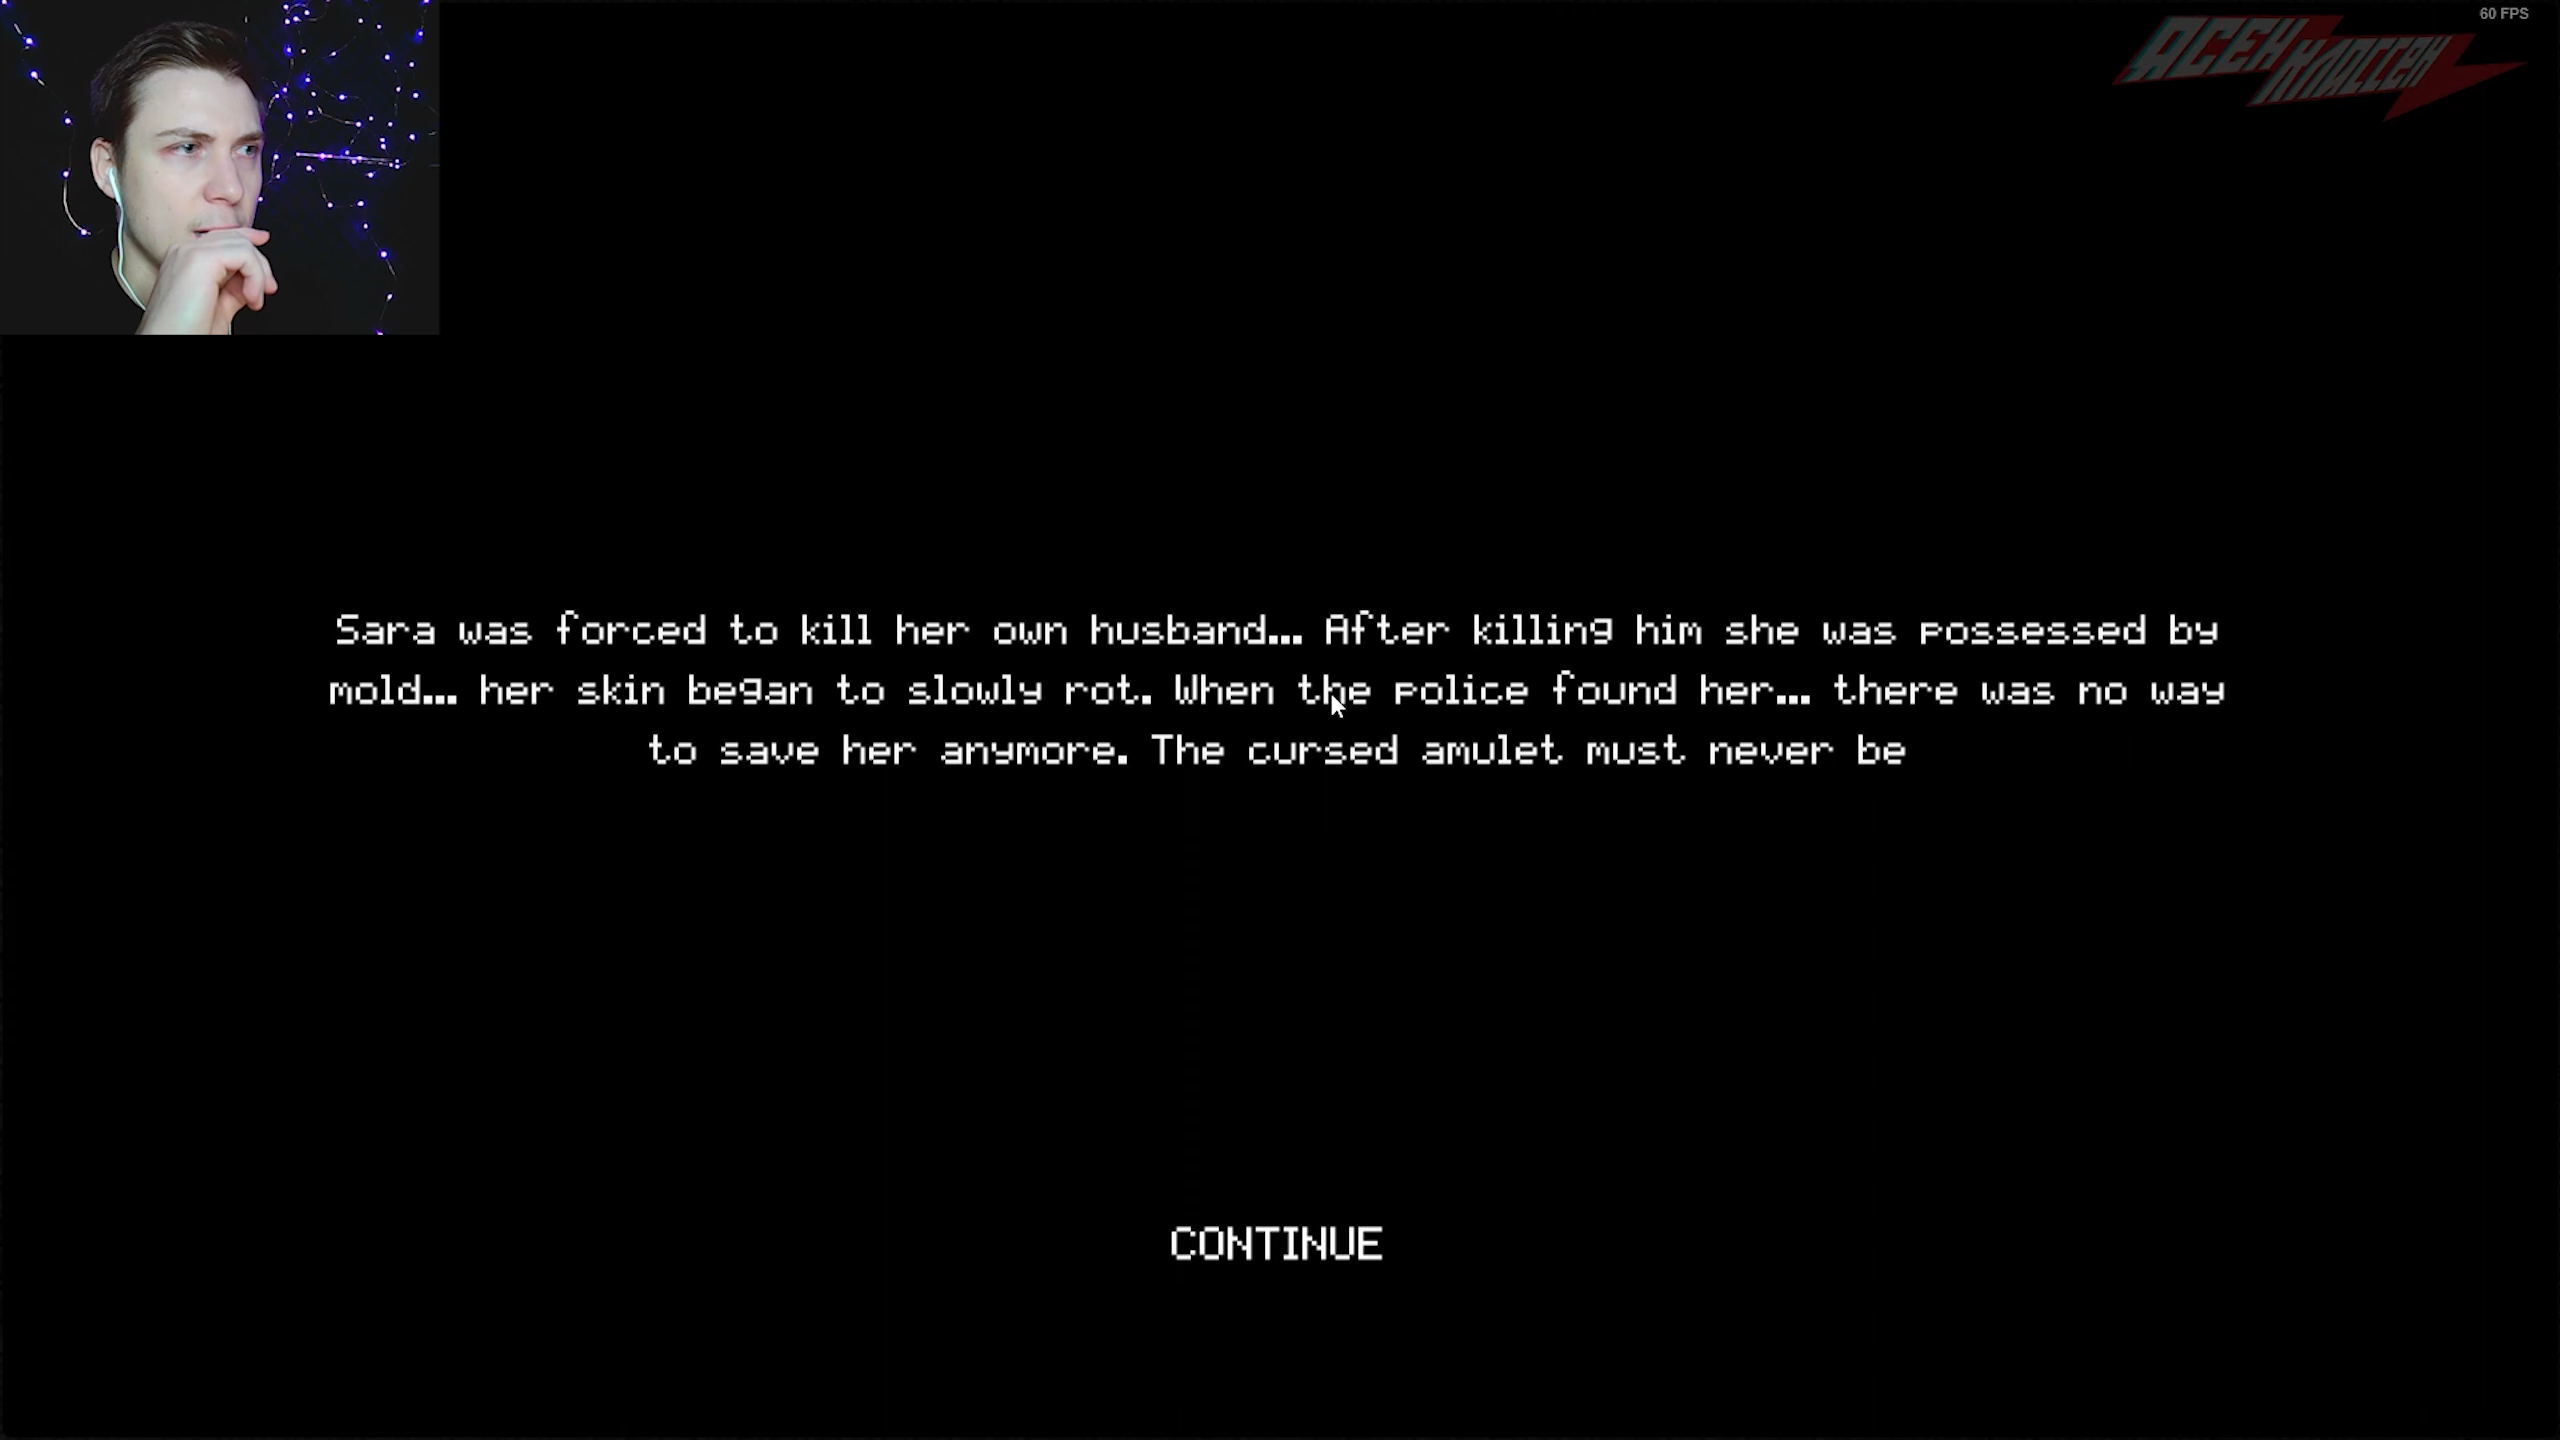 60 FPS
АСЕН
КЛАССЕН
Sara was forced to kill her own husband... After killing him she was possessed by
mold... her skin began to slowly rot. When the police found her... there was no way
to save her anymore. The cursed amulet must never be
CONTINUE